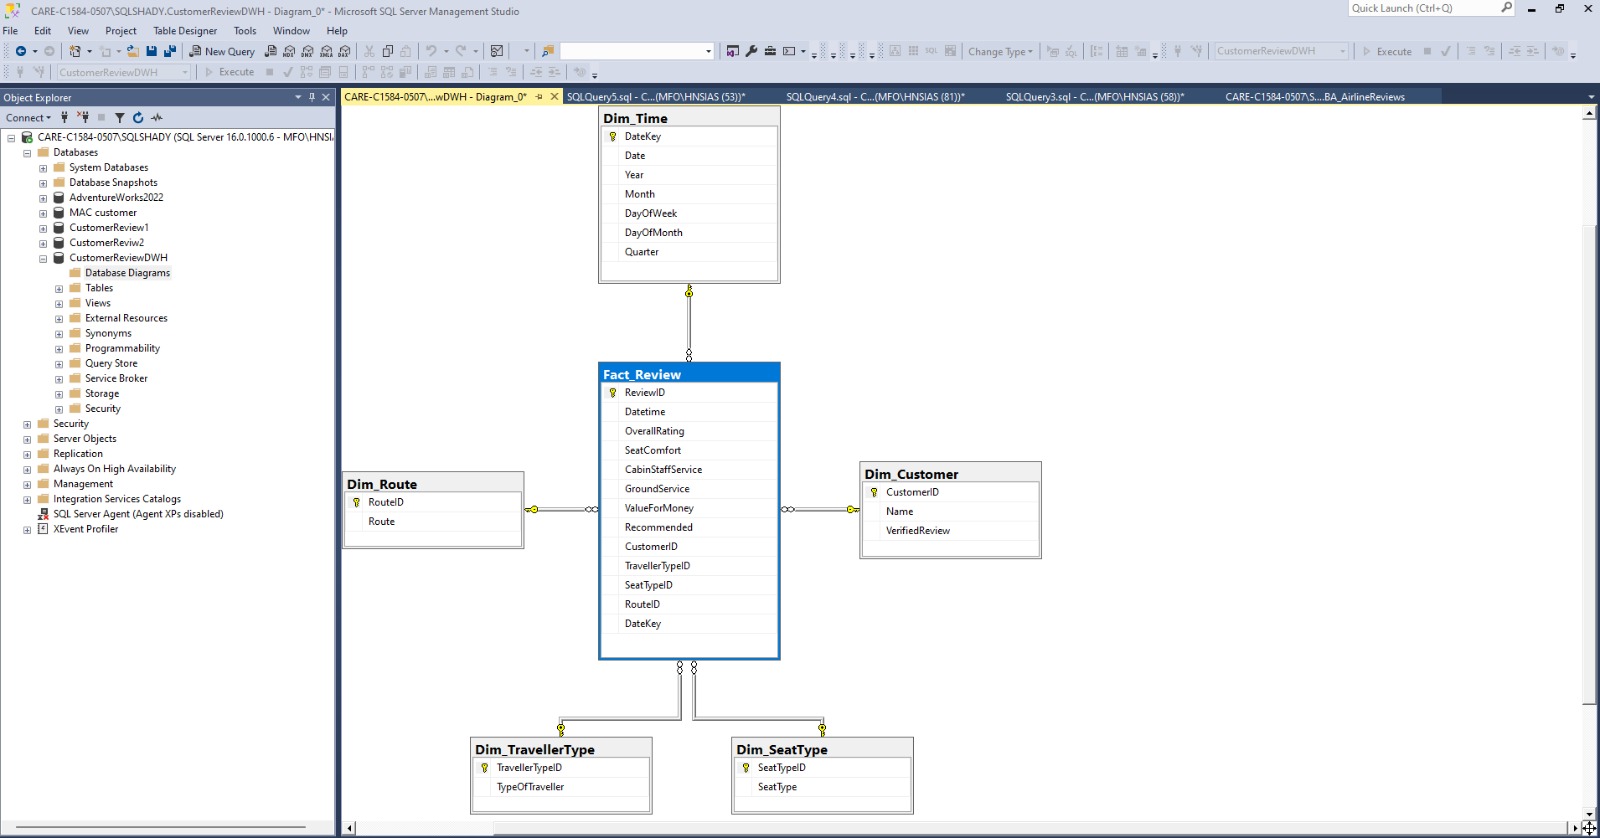 CARE-C1584-0507\SQLSHADY.CustomerReviewDWH - Diagram_0* - Microsoft SQL Server Management Studio
Quick Launch (Ctrl+Q)
File Edit View Project Table Designer Tools Window Help
New Query
Change Type
CustomerReviewDWH
Execute
CustomerReviewDWH
Execute
Object Explorer
Connect
CARE-C1584-0507\SQLSHADY (SQL Server 16.0.1000.6 - MFO\HNSIA
Databases
System Databases
Database Snapshots
AdventureWorks2022
MAC customer
CustomerReview1
CustomerReviw2
CustomerReviewDWH
Database Diagrams
Tables
Views
External Resources
Synonyms
Programmability
Query Store
Service Broker
Storage
Security
Security
Server Objects
Replication
Always On High Availability
Management
Integration Services Catalogs
SQL Server Agent (Agent XPs disabled)
XEvent Profiler
CARE-C1584-0507\...wDWH - Diagram_0*
SQLQuery5.sql - C...(MFO\HNSIAS (53))*
SQLQuery4.sql - C...(MFO\HNSIAS (81))*
SQLQuery3.sql - C...(MFO\HNSIAS (58))*
CARE-C1584-0507\S....BA_AirlineReviews
Dim_Time
DateKey
Date
Year
Month
DayOfWeek
DayOfMonth
Quarter
Fact_Review
ReviewID
Datetime
OverallRating
SeatComfort
CabinStaffService
GroundService
ValueForMoney
Recommended
CustomerID
TravellerTypeID
SeatTypeID
RouteID
DateKey
Dim_Route
RouteID
Route
Dim_Customer
CustomerID
Name
VerifiedReview
Dim_TravellerType
TravellerTypeID
TypeOfTraveller
Dim_SeatType
SeatTypeID
SeatType